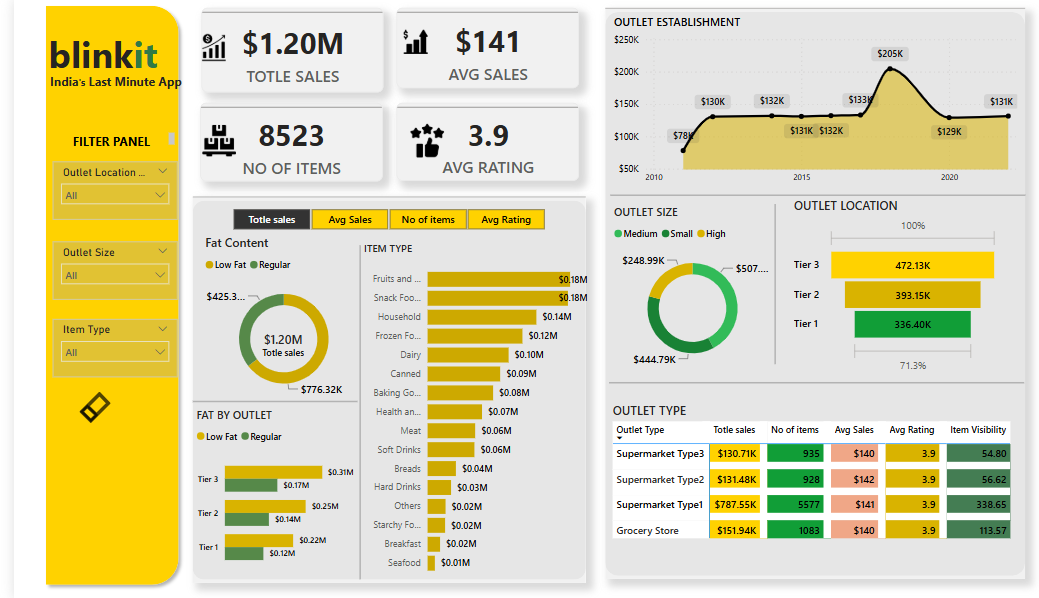 blinkit
India's Last Minute App
FILTER PANEL
Outlet Location ...
All
Outlet Size
All
Item Type
All
$1.20M
TOTLE SALES
$141
AVG SALES
8523
NO OF ITEMS
3.9
AVG RATING
Totle sales Avg Sales No of items Avg Rating
Fat Content
Low Fat Regular
$425.3...
$1.20M
Totle sales
$776.32K
FAT BY OUTLET
Low Fat Regular
Tier 3 $0.31M
$0.17M
Tier 2 $0.25M
$0.14M
Tier 1 $0.22M
$0.12M
ITEM TYPE
Fruits and ... $0.18M
Snack Foo... $0.18M
Household $0.14M
Frozen Fo... $0.12M
Dairy $0.10M
Canned $0.09M
Baking Go... $0.08M
Health an... $0.07M
Meat $0.06M
Soft Drinks $0.06M
Breads $0.04M
Hard Drinks $0.03M
Others $0.02M
Starchy Fo... $0.02M
Breakfast $0.02M
Seafood $0.01M
OUTLET ESTABLISHMENT
$250K
$200K
$150K
$100K
$50K
$78K $130K $132K $131K $132K $133K $205K $129K $131K
2010 2015 2020
OUTLET SIZE
Medium Small High
$248.99K
$507....
$444.79K
OUTLET LOCATION
100%
Tier 3 472.13K
Tier 2 393.15K
Tier 1 336.40K
71.3%
OUTLET TYPE
Outlet Type Totle sales No of items Avg Sales Avg Rating Item Visibility
Supermarket Type3 $130.71K 935 $140 3.9 54.80
Supermarket Type2 $131.48K 928 $142 3.9 56.62
Supermarket Type1 $787.55K 5577 $141 3.9 338.65
Grocery Store $151.94K 1083 $140 3.9 113.57